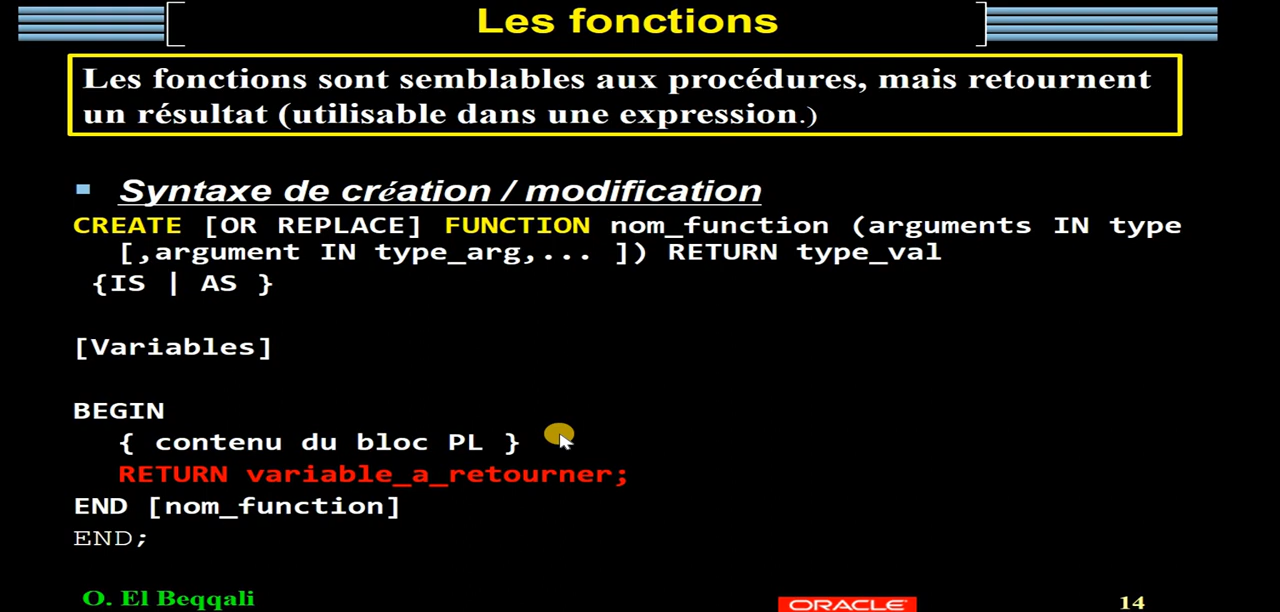 Les fonctions
Les fonctions sont semblables aux procédures, mais retournent
un résultat (utilisable dans une expression.)
Syntaxe de création / modification
CREATE [OR REPLACE] FUNCTION nom_function (arguments IN type
[,argument IN type_arg,... ]) RETURN type_val
{IS | AS }
[Variables]
BEGIN
{ contenu du bloc PL }
RETURN variable_a_retourner;
END [nom_function]
END;
O. El Beqqali
ORACLE
14